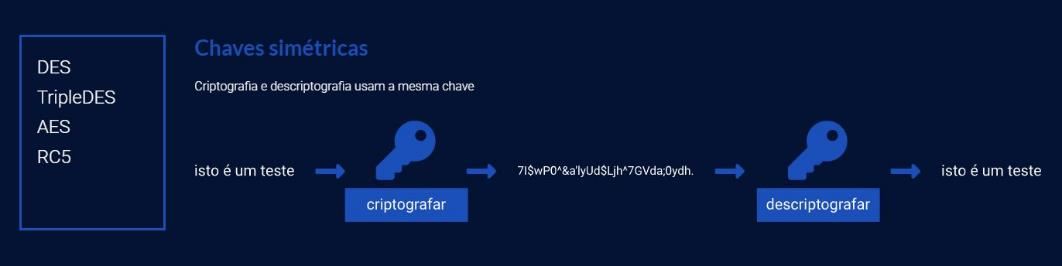 DES
TripleDES
AES
RC5
Chaves simétricas
Criptografia e descriptografia usam a mesma chave
isto é um teste
criptografar
7I$wP0^&a'lyUd$Ljh^7GVda;0ydh.
descriptografar
isto é um teste